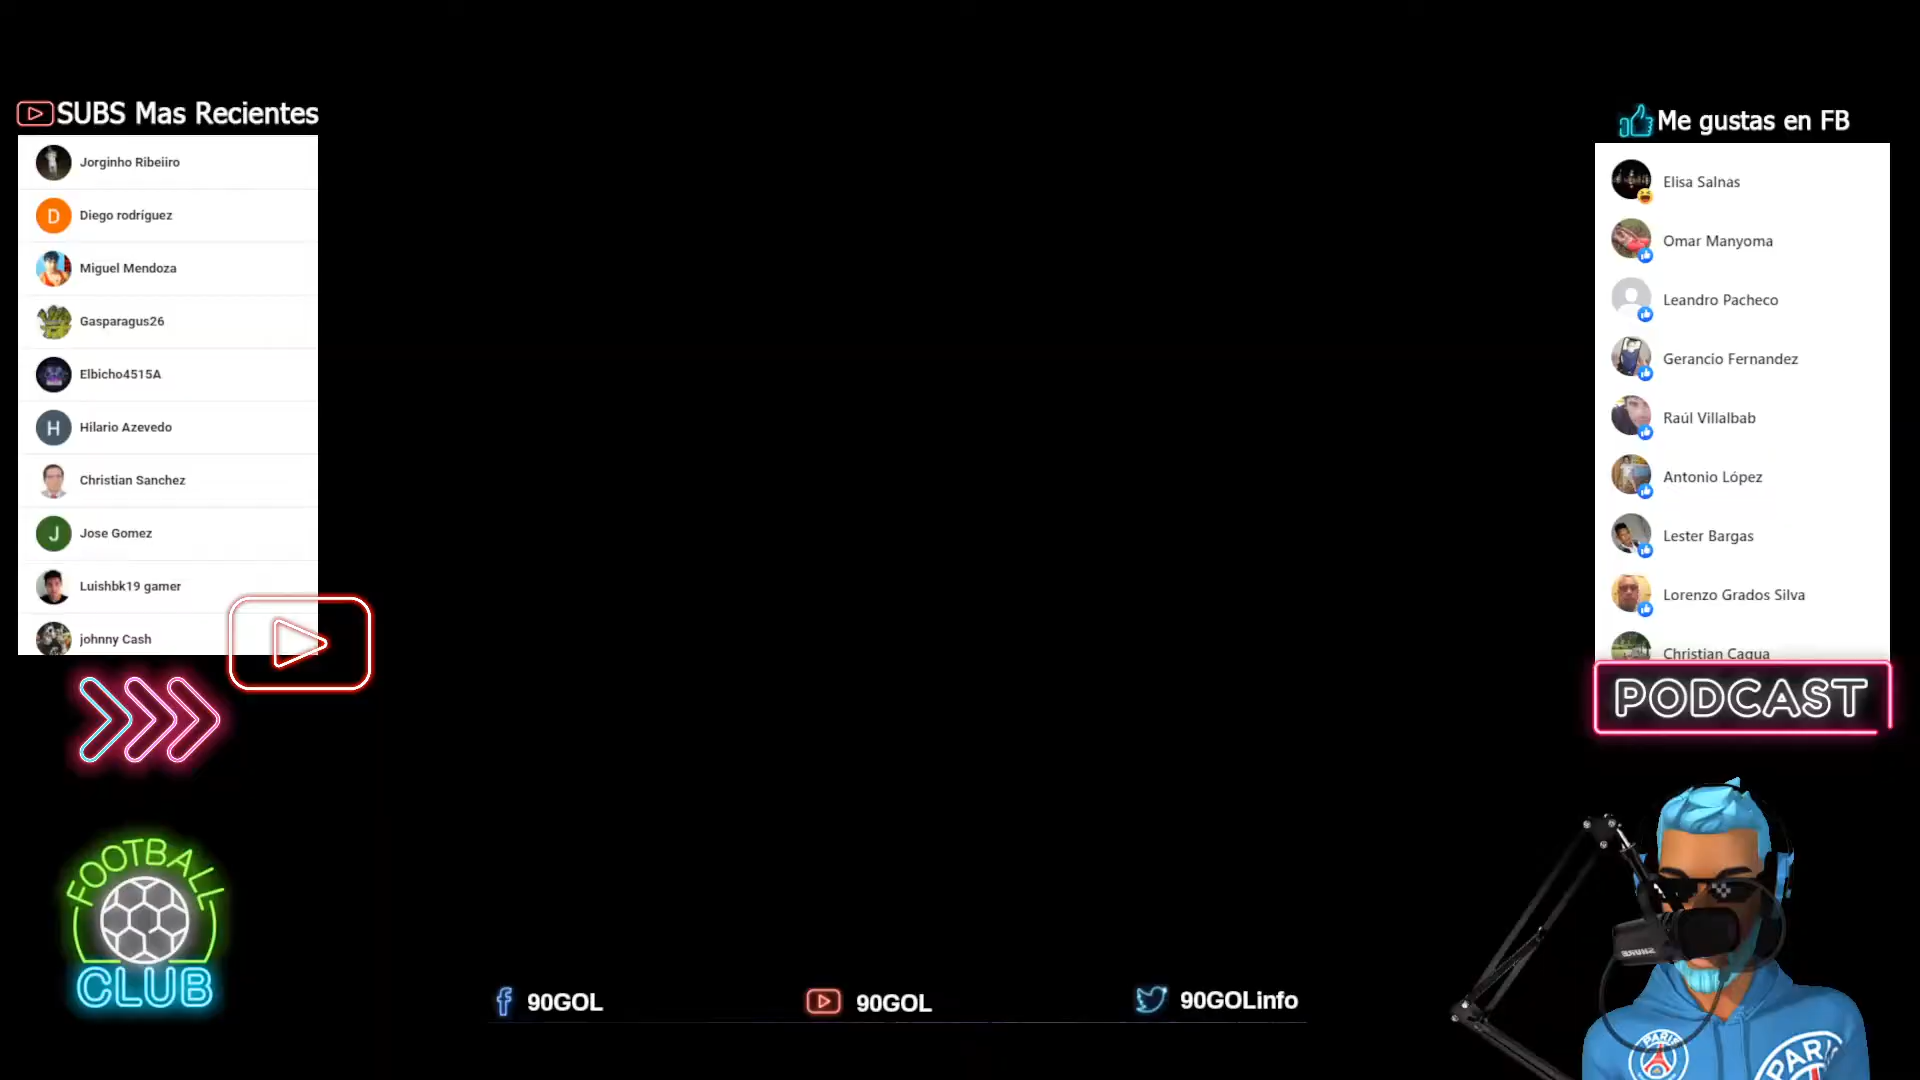 SUBS Mas Recientes
Jorginho Ribeiiro
D
Diego rodríguez
Miguel Mendoza
Gasparagus26
Elbicho4515A
H
Hilario Azevedo
Christian Sanchez
J
Jose Gomez
Luishbk19 gamer
johnny Cash
FOOTBALL
CLUB
90GOL
90GOL
90GOLinfo
Me gustas en FB
Elisa Salnas
Omar Manyoma
Leandro Pacheco
Gerancio Fernandez
Raúl Villalbab
Antonio López
Lester Bargas
Lorenzo Grados Silva
Christian Cagua
PODCAST
PARIS